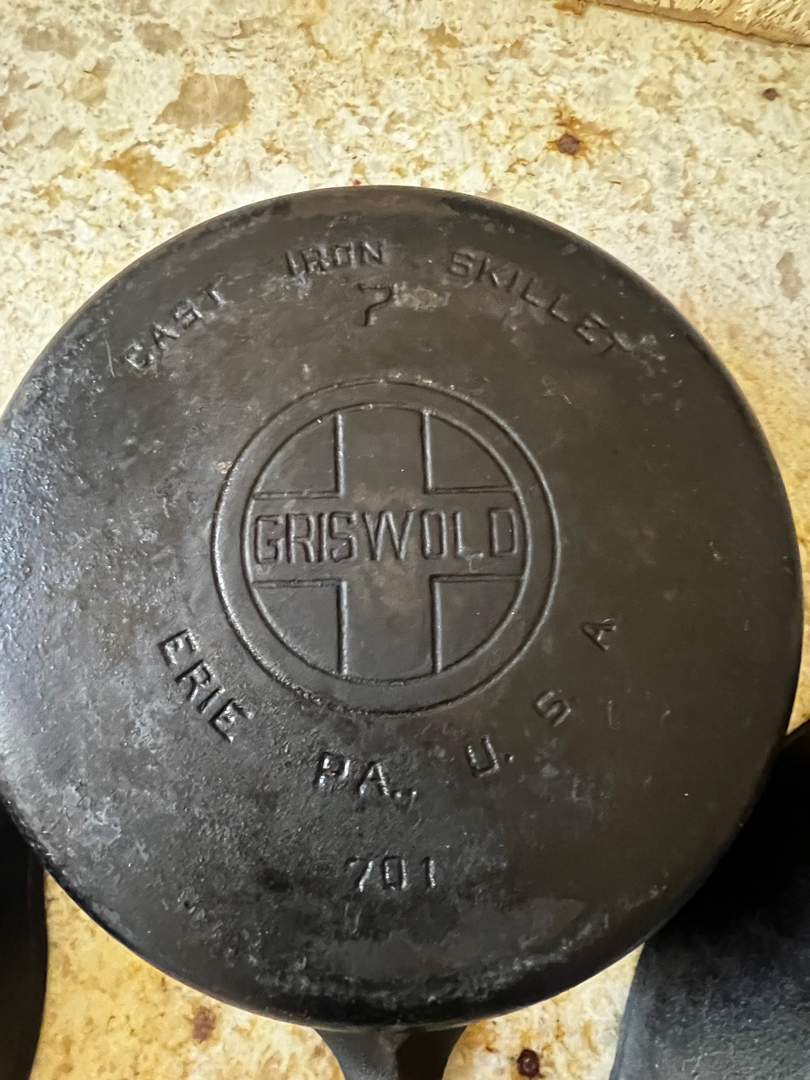 CAST IRON SKILLET
7
GRISWOLD
ERIE PA., U.S A
701